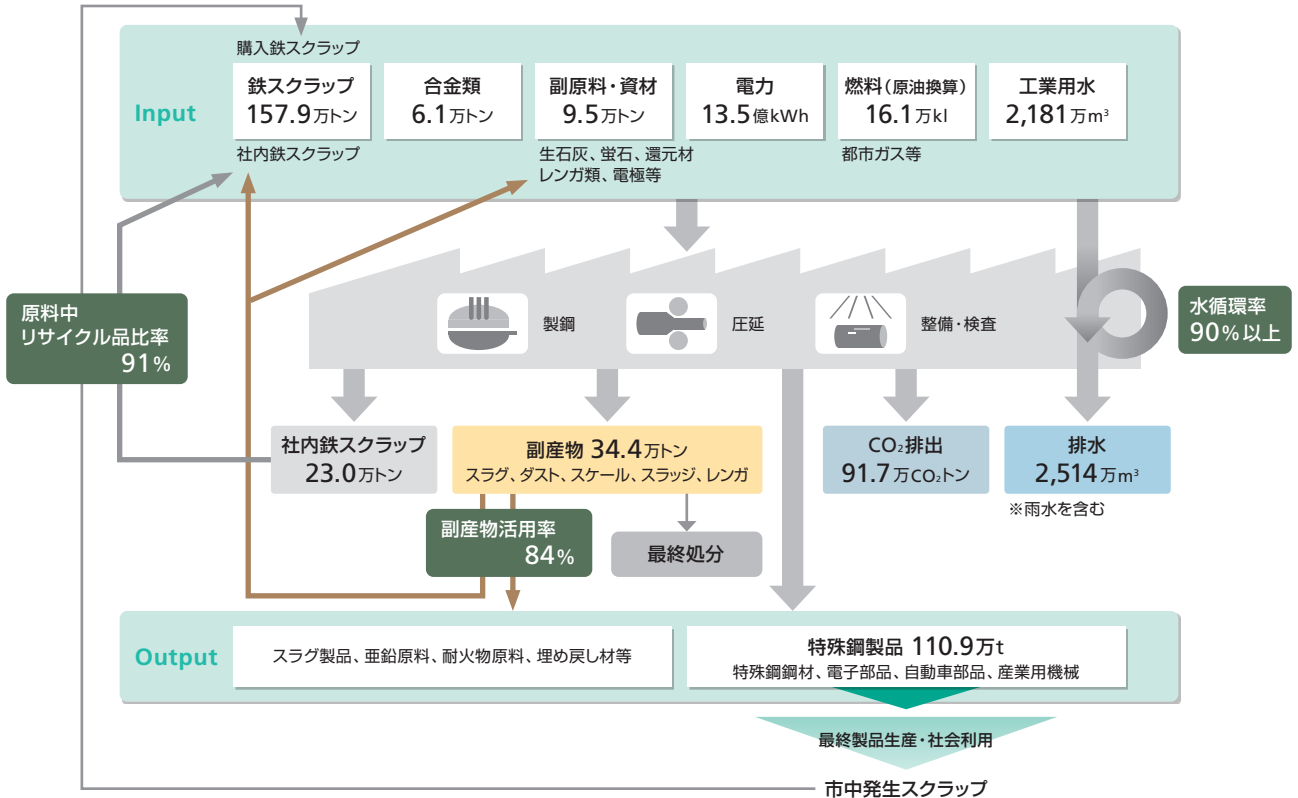 Input
購入鉄スクラップ
鉄スクラップ
157.9万トン
社内鉄スクラップ
合金類
6.1万トン
副原料・資材
9.5万トン
生石灰、蛍石、還元材
レンガ類、電極等
電力
13.5億kWh
燃料（原油換算）
16.1万kl
都市ガス等
工業用水
2,181万m³
原料中
リサイクル品比率
91%
製鋼
圧延
整備・検査
水循環率
90%以上
社内鉄スクラップ
23.0万トン
副産物 34.4万トン
スラグ、ダスト、スケール、スラッジ、レンガ
CO₂排出
91.7万CO₂トン
排水
2,514万m³
※雨水を含む
副産物活用率
84%
最終処分
Output
スラグ製品、亜鉛原料、耐火物原料、埋め戻し材等
特殊鋼製品 110.9万t
特殊鋼鋼材、電子部品、自動車部品、産業用機械
最終製品生産・社会利用
市中発生スクラップ